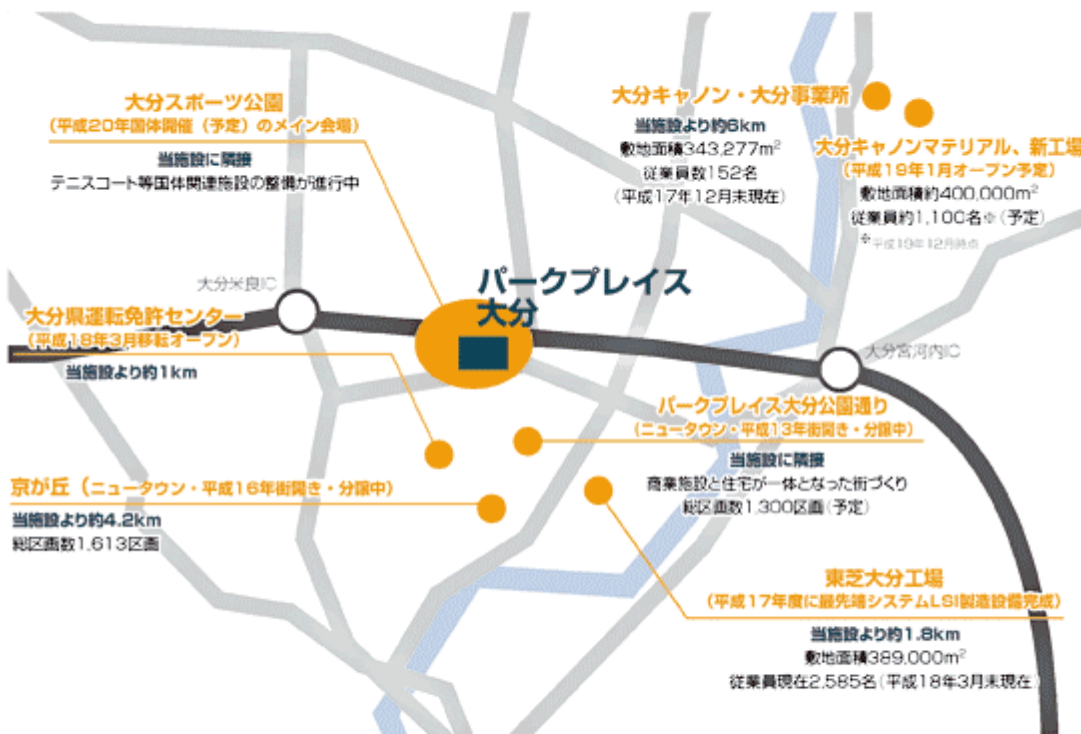 大分スポーツ公園
(平成20年国体開催(予定)のメイン会場)
当施設に隣接
テニスコート等国体関連施設の整備が進行中
大分キャノン・大分事業所
当施設より約6km
敷地面積343,277m²
従業員数152名
(平成17年12月末現在)
大分キャノンマテリアル、新工場
(平成19年1月オープン予定)
敷地面積約400,000m²
従業員約1,100名※(予定)
※平成19年12月時点
パークプレイス
大分
大分米良IC
大分県運転免許センター
(平成18年3月移転オープン)
当施設より約1km
大分宮河内IC
パークプレイス大分公園通り
(ニュータウン・平成13年街開き・分譲中)
当施設に隣接
商業施設と住宅が一体となった街づくり
総区画数1,300区画(予定)
京が丘(ニュータウン・平成16年街開き・分譲中)
当施設より約4.2km
総区画数1,613区画
東芝大分工場
(平成17年度に最先端システムLSI製造設備完成)
当施設より約1.8km
敷地面積389,000m²
従業員現在2,585名(平成18年3月末現在)